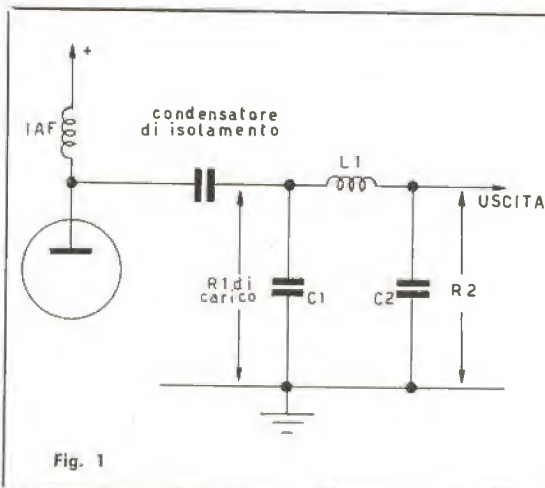 +
IAF
condensatore
di isolamento
L1
USCITA
R1 di
carico
C1
C2
R2
Fig. 1